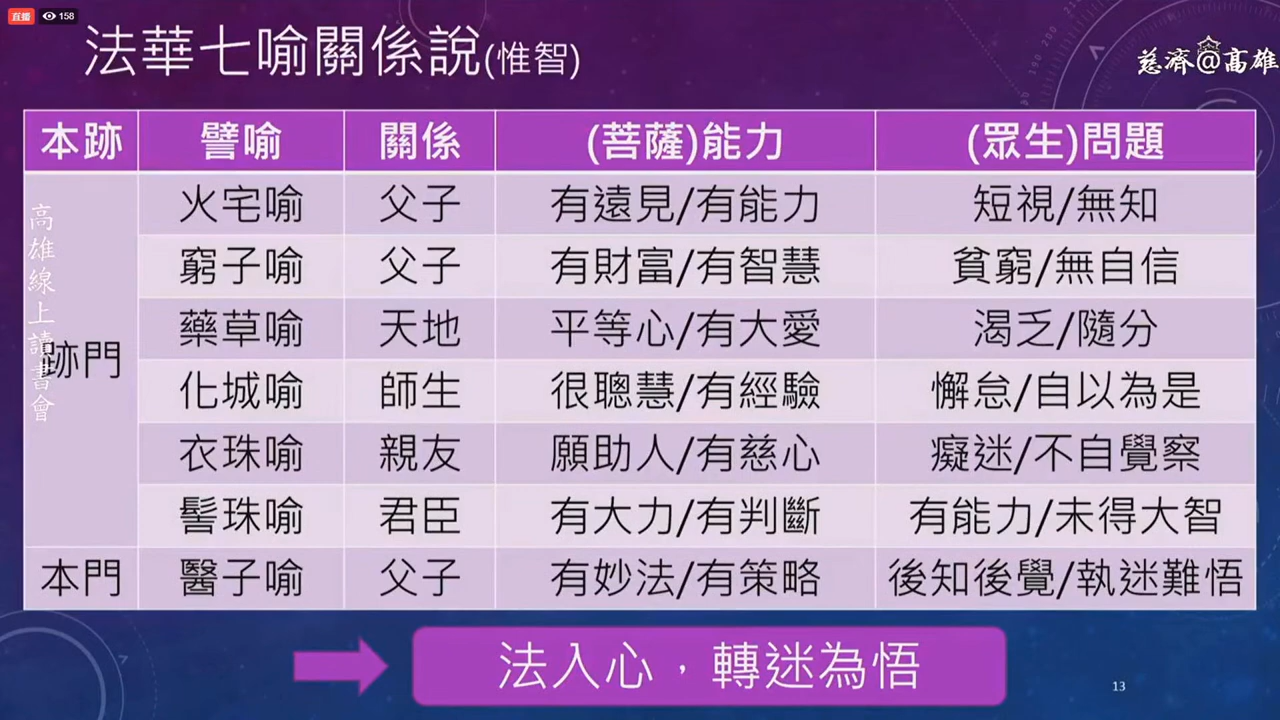 直播 158
法華七喻關係說(惟智)
慈濟@高雄
本跡 譬喻 關係 (菩薩)能力 (眾生)問題
火宅喻 父子 有遠見/有能力 短視/無知
窮子喻 父子 有財富/有智慧 貧窮/無自信
藥草喻 天地 平等心/有大愛 渴乏/隨分
跡門 化城喻 師生 很聰慧/有經驗 懈怠/自以為是
衣珠喻 親友 願助人/有慈心 癡迷/不自覺察
髻珠喻 君臣 有大力/有判斷 有能力/未得大智
本門 醫子喻 父子 有妙法/有策略 後知後覺/執迷難悟
高雄線上讀書會
法入心，轉迷為悟
13